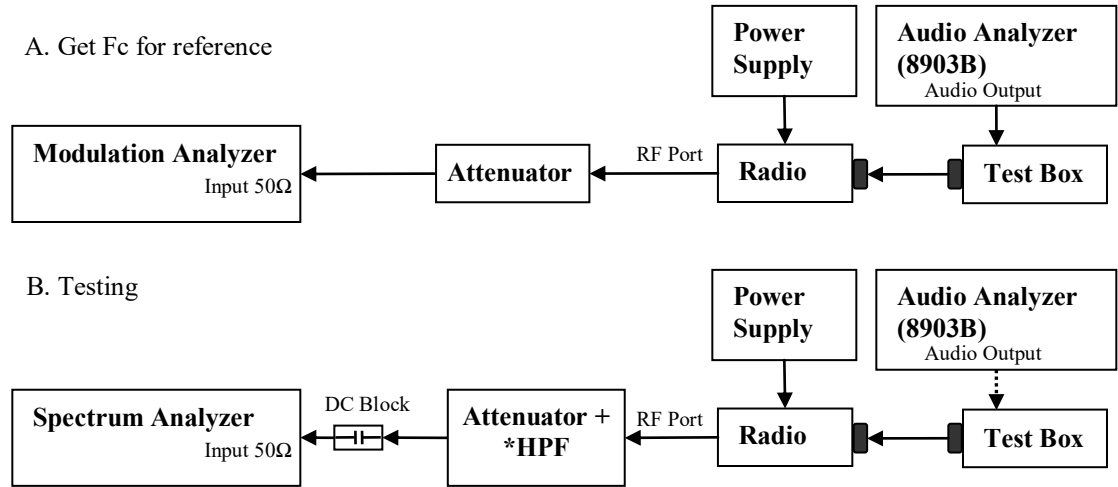 A. Get Fc for reference
Power
Supply
Audio Analyzer
(8903B)
Audio Output
Modulation Analyzer
Input 50Ω
Attenuator
RF Port
Radio
Test Box
B. Testing
Power
Supply
Audio Analyzer
(8903B)
Audio Output
Spectrum Analyzer
Input 50Ω
DC Block
Attenuator +
*HPF
RF Port
Radio
Test Box